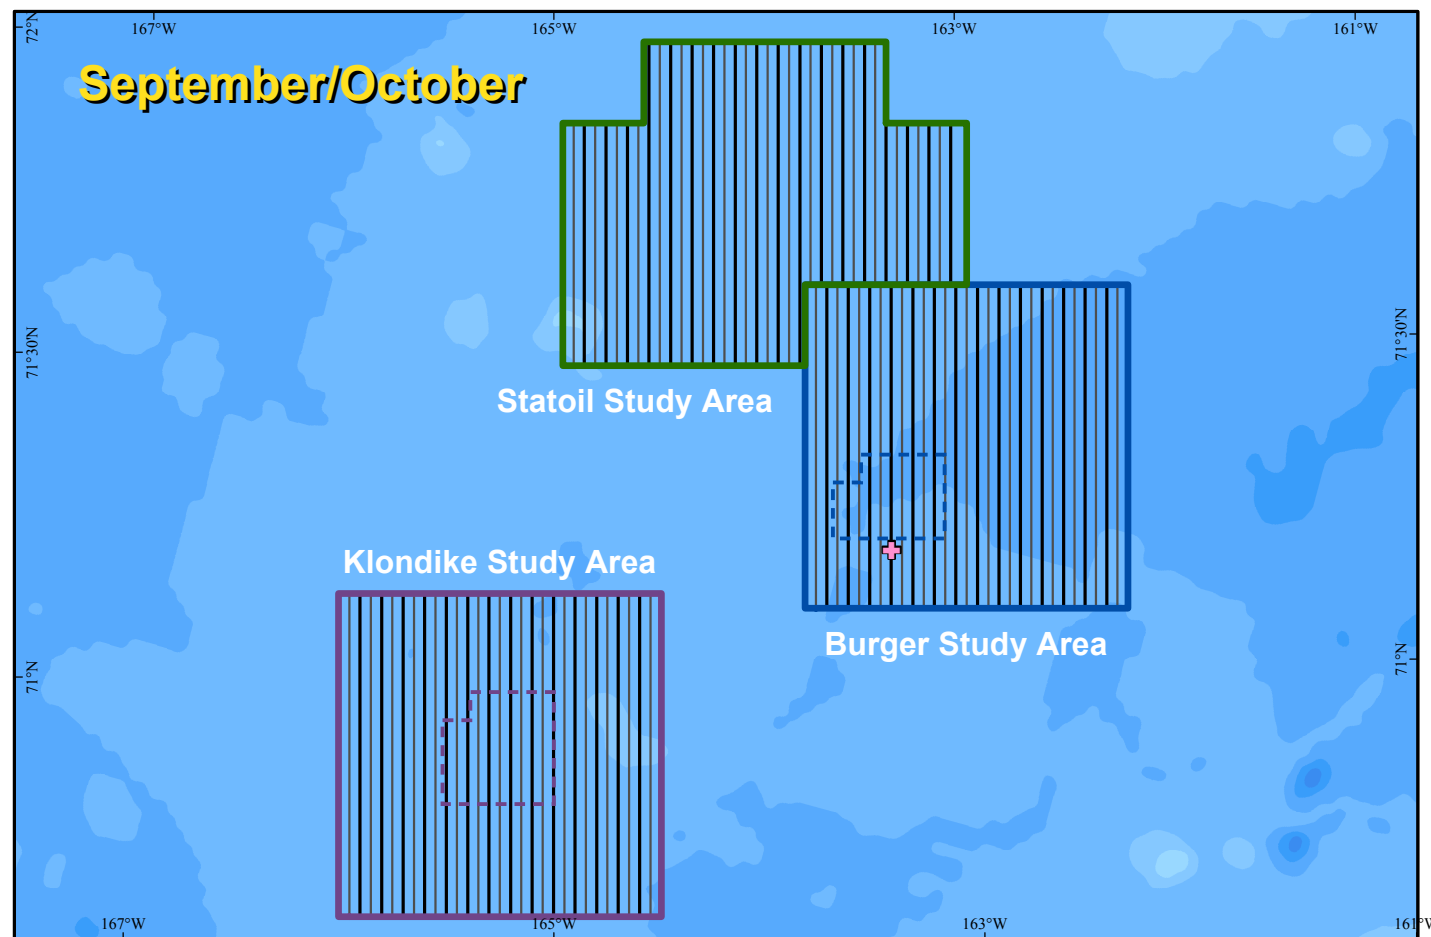 167°W 165°W 163°W 161°W
72°N
September/October
71°30'N
71°30'N
Statoil Study Area
Klondike Study Area
Burger Study Area
71°N
71°N
167°W 165°W 163°W 161°W